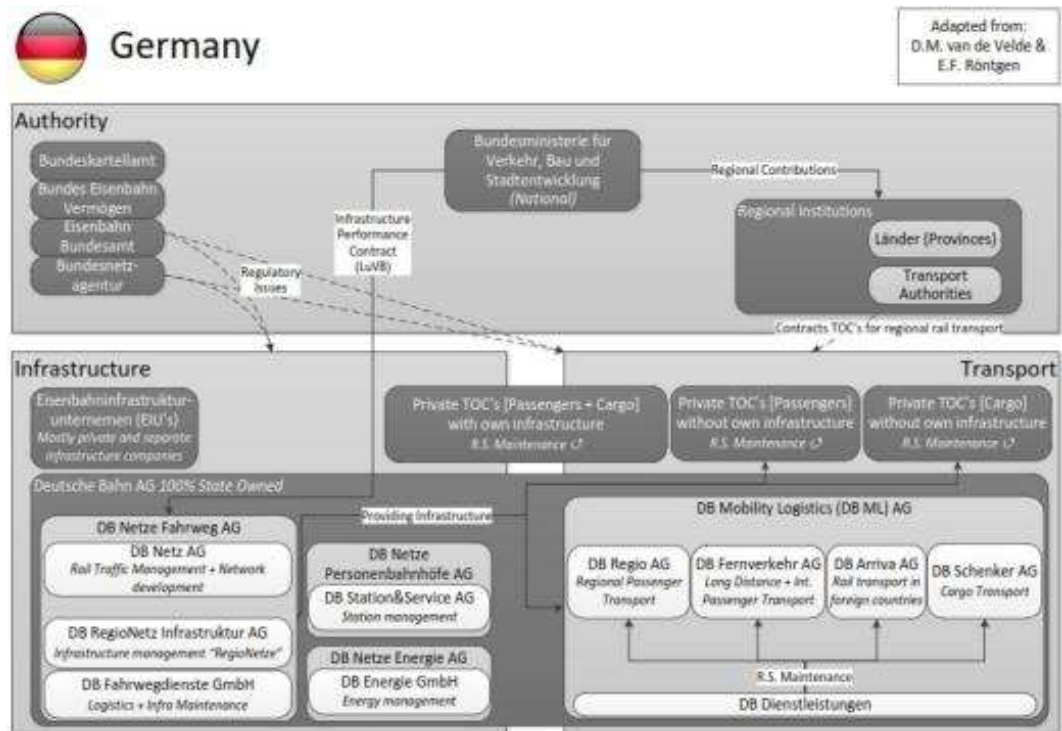 Germany
Adapted from:
D.M. van de Velde &
E.F. Röntgen
Authority
Bundeskartellamt
Bundes Eisenbahn
Vermögen
Eisenbahn
Bundesamt
Bundesnetz-
agentur
Bundesministerie für
Verkehr, Bau und
Stadtentwicklung
(National)
Regional Contributions
Infrastructure
Performance
Contract
(LuVB)
Regulatory
Issues
Regional Institutions
Länder (Provinces)
Transport
Authorities
Contracts TOC's for regional rail transport
Infrastructure
Transport
Eisenbahninfrastruktur-
unternemen (EIU's)
Mostly private and separate
infrastructure companies
Private TOC's [Passengers + Cargo]
with own infrastructure
R.S. Maintenance
Private TOC's [Passengers]
without own infrastructure
R.S. Maintenance
Private TOC's [Cargo]
without own infrastructure
R.S. Maintenance
Deutsche Bahn AG 100% State Owned
Providing Infrastructure
DB Netze Fahrweg AG
DB Netz AG
Rail Traffic Management + Network
development
DB RegioNetz Infrastruktur AG
Infrastructure management "RegioNetze"
DB Fahrwegdienste GmbH
Logistics + Infra Maintenance
DB Netze
Personenbahnhöfe AG
DB Station&Service AG
Station management
DB Netze Energie AG
DB Energie GmbH
Energy management
DB Mobility Logistics (DB ML) AG
DB Regio AG
Regional Passenger
Transport
DB Fernverkehr AG
Long Distance + Int.
Passenger Transport
DB Arriva AG
Rail transport in
foreign countries
DB Schenker AG
Cargo Transport
R.S. Maintenance
DB Dienstleistungen